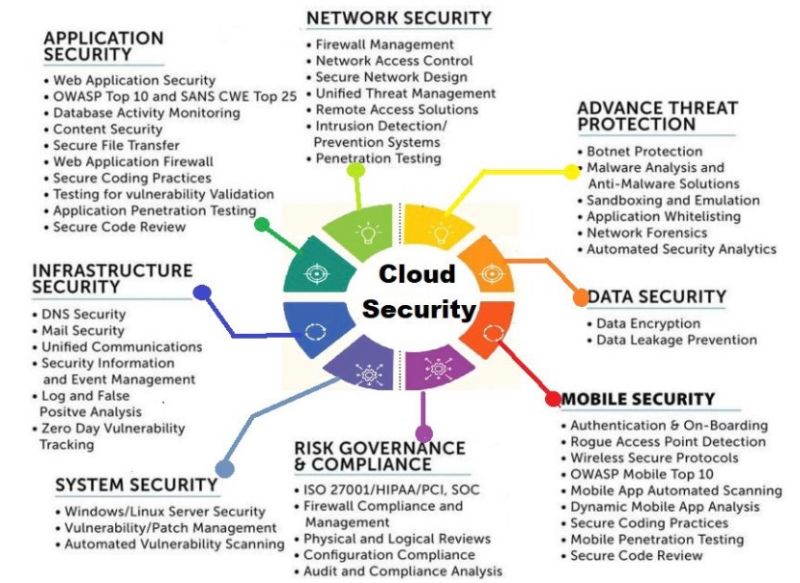 NETWORK SECURITY
• Firewall Management
• Network Access Control
• Secure Network Design
• Unified Threat Management
• Remote Access Solutions
• Intrusion Detection/
Prevention Systems
• Penetration Testing
APPLICATION
SECURITY
• Web Application Security
• OWASP Top 10 and SANS CWE Top 25
• Database Activity Monitoring
• Content Security
• Secure File Transfer
• Web Application Firewall
• Secure Coding Practices
• Testing for vulnerability Validation
• Application Penetration Testing
• Secure Code Review
ADVANCE THREAT
PROTECTION
• Botnet Protection
• Malware Analysis and
Anti-Malware Solutions
• Sandboxing and Emulation
• Application Whitelisting
• Network Forensics
• Automated Security Analytics
Cloud
Security
INFRASTRUCTURE
SECURITY
• DNS Security
• Mail Security
• Unified Communications
• Security Information
and Event Management
• Log and False
Positve Analysis
• Zero Day Vulnerability
Tracking
DATA SECURITY
• Data Encryption
• Data Leakage Prevention
MOBILE SECURITY
• Authentication & On-Boarding
• Rogue Access Point Detection
• Wireless Secure Protocols
• OWASP Mobile Top 10
• Mobile App Automated Scanning
• Dynamic Mobile App Analysis
• Secure Coding Practices
• Mobile Penetration Testing
• Secure Code Review
RISK GOVERNANCE
& COMPLIANCE
• ISO 27001/HIPAA/PCI, SOC
• Firewall Compliance and
Management
• Physical and Logical Reviews
• Configuration Compliance
• Audit and Compliance Analysis
SYSTEM SECURITY
• Windows/Linux Server Security
• Vulnerability/Patch Management
• Automated Vulnerability Scanning